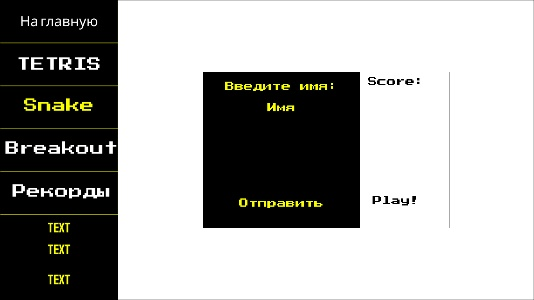 На главную
TETRIS
Snake
Breakout
Рекорды
TEXT
TEXT
TEXT
Введите имя:
Имя
Отправить
Score:
Play!